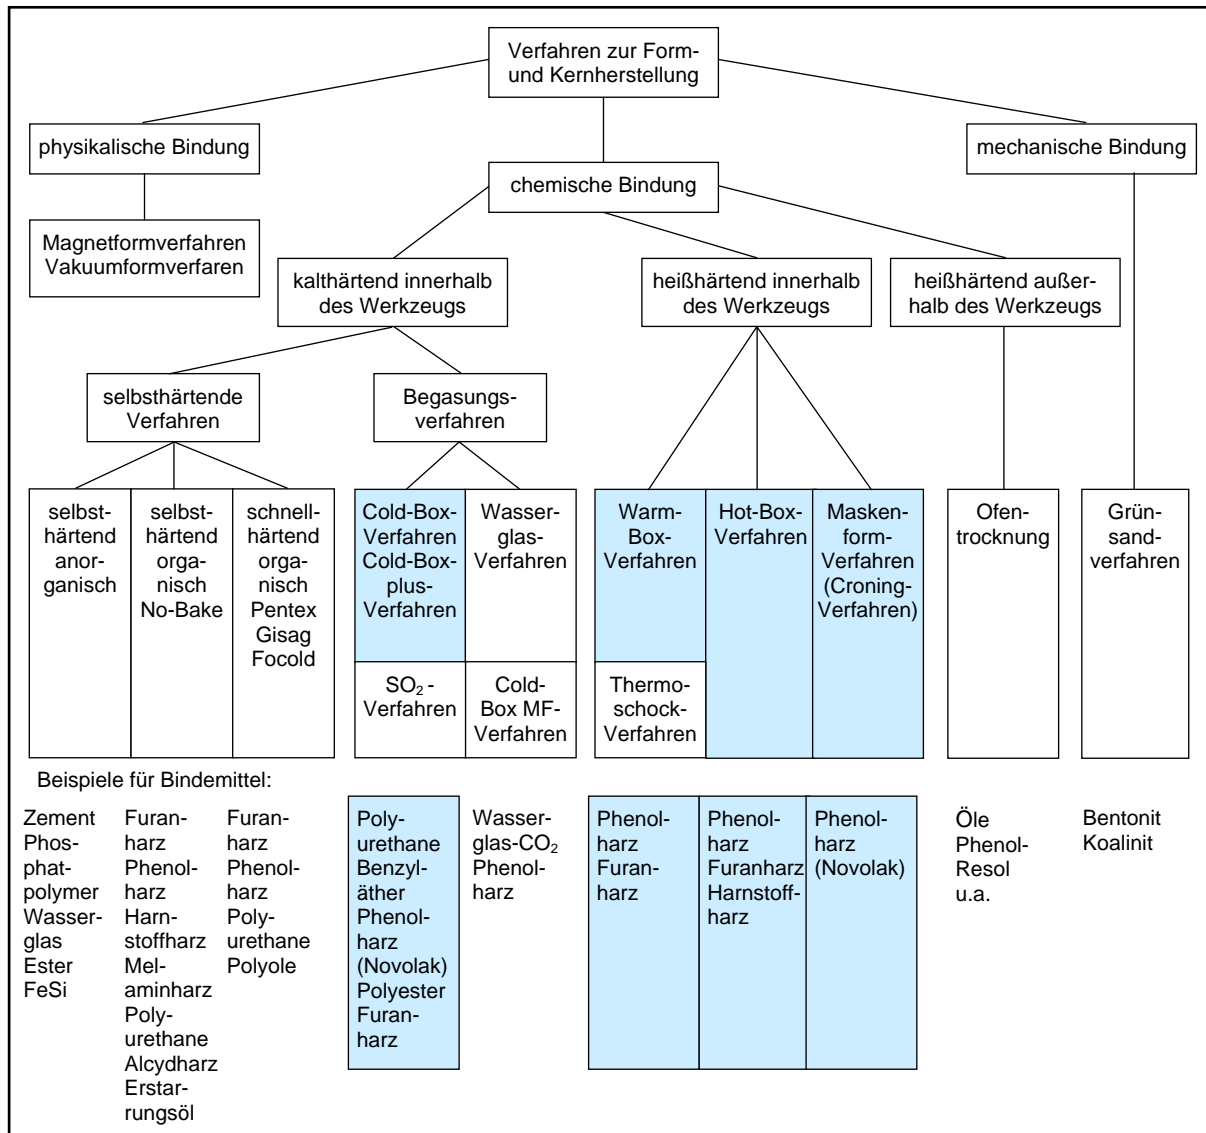 Verfahren zur Form-
und Kernherstellung
physikalische Bindung
mechanische Bindung
chemische Bindung
Magnetformverfahren
Vakuumformverfaren
kalthärtend innerhalb
des Werkzeugs
heißhärtend innerhalb
des Werkzeugs
heißhärtend außer-
halb des Werkzeugs
selbsthärtende
Verfahren
Begasungs-
verfahren
selbst-
härtend
anor-
ganisch
selbst-
härtend
orga-
nisch
No-Bake
schnell-
härtend
orga-
nisch
Pentex
Gisag
Focold
Cold-Box-
Verfahren
Cold-Box-
plus-
Verfahren
Wasser-
glas-
Verfahren
Warm-
Box-
Verfahren
Hot-Box-
Verfahren
Masken-
form-
Verfahren
(Croning-
Verfahren)
Ofen-
trocknung
Grün-
sand-
verfahren
SO₂ -
Verfahren
Cold-
Box MF-
Verfahren
Thermo-
schock-
Verfahren
Beispiele für Bindemittel:
Zement
Phos-
phat-
polymer
Wasser-
glas
Ester
FeSi
Furan-
harz
Phenol-
harz
Harn-
stoffharz
Mel-
aminharz
Poly-
urethane
Alcydharz
Erstar-
rungsöl
Furan-
harz
Phenol-
harz
Poly-
urethane
Polyole
Poly-
urethane
Benzyl-
äther
Phenol-
harz
(Novolak)
Polyester
Furan-
harz
Wasser-
glas-CO₂
Phenol-
harz
Phenol-
harz
Furan-
harz
Phenol-
harz
Furanharz
Harnstoff-
harz
Phenol-
harz
(Novolak)
Öle
Phenol-
Resol
u.a.
Bentonit
Koalinit